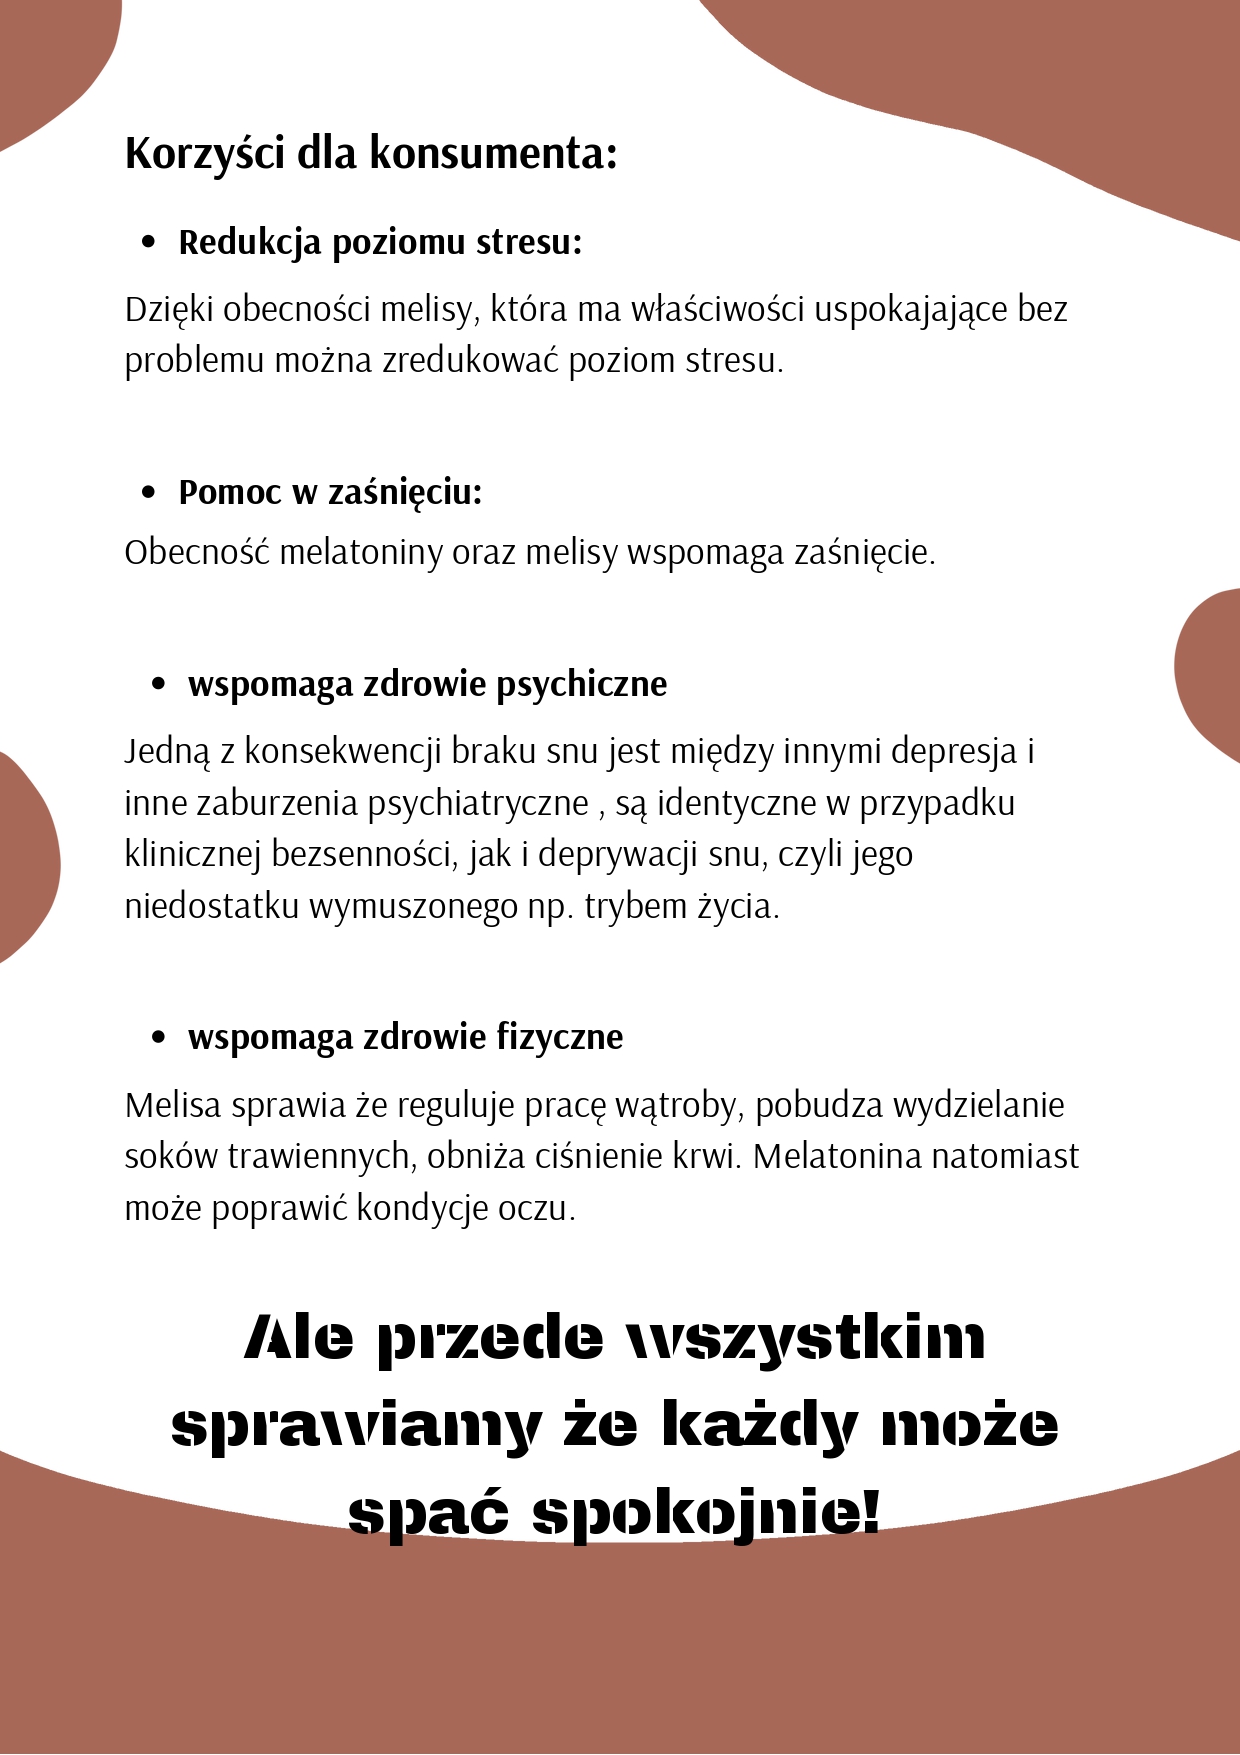 Korzyści dla konsumenta:
• Redukcja poziomu stresu:
Dzięki obecności melisy, która ma właściwości uspokajające bez
problemu można zredukować poziom stresu.
• Pomoc w zaśnięciu:
Obecność melatoniny oraz melisy wspomaga zaśnięcie.
• wspomaga zdrowie psychiczne
Jedną z konsekwencji braku snu jest między innymi depresja i
inne zaburzenia psychiatryczne , są identyczne w przypadku
klinicznej bezsenności, jak i deprywacji snu, czyli jego
niedostatku wymuszonego np. trybem życia.
• wspomaga zdrowie fizyczne
Melisa sprawia że reguluje pracę wątroby, pobudza wydzielanie
soków trawiennych, obniża ciśnienie krwi. Melatonina natomiast
może poprawić kondycje oczu.
Ale przede wszystkim
sprawiamy że każdy może
spać spokojnie!